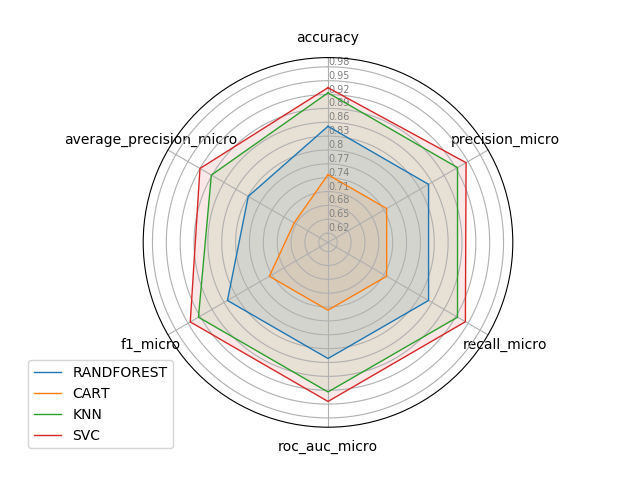 accuracy
0.98
0.95
0.92
0.89
0.86
0.83
0.8
0.77
0.74
0.71
0.68
0.65
0.62
average_precision_micro
precision_micro
f1_micro
recall_micro
roc_auc_micro
RANDFOREST
CART
KNN
SVC